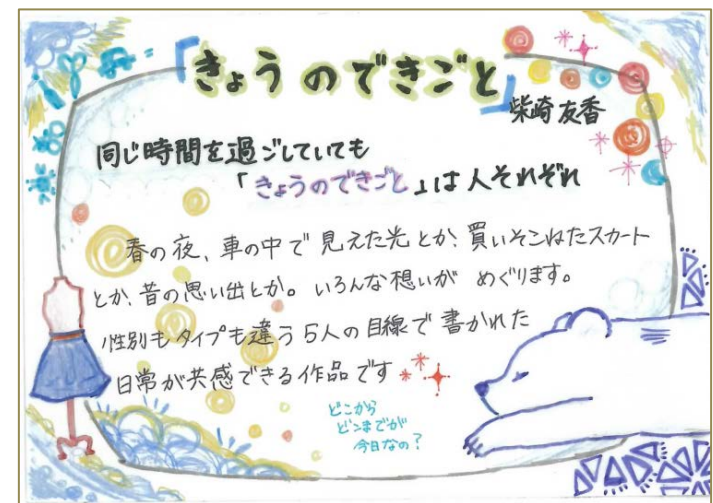 「きょうのできごと」
柴崎友香
同じ時間を過ごしていても
「きょうのできごと」は人それぞれ
春の夜、車の中で見えた光とか、買いそこねたスカート
とか、昔の思い出とか。いろんな想いが めぐります。
性別もタイプも違う5人の目線で書かれた
日常が共感できる作品です
どこから
どこまでが
今日なの？